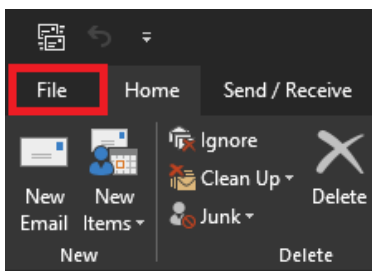 File Home Send / Receive
Ignore
Clean Up
Junk
New Email
New Items
Delete
New Delete